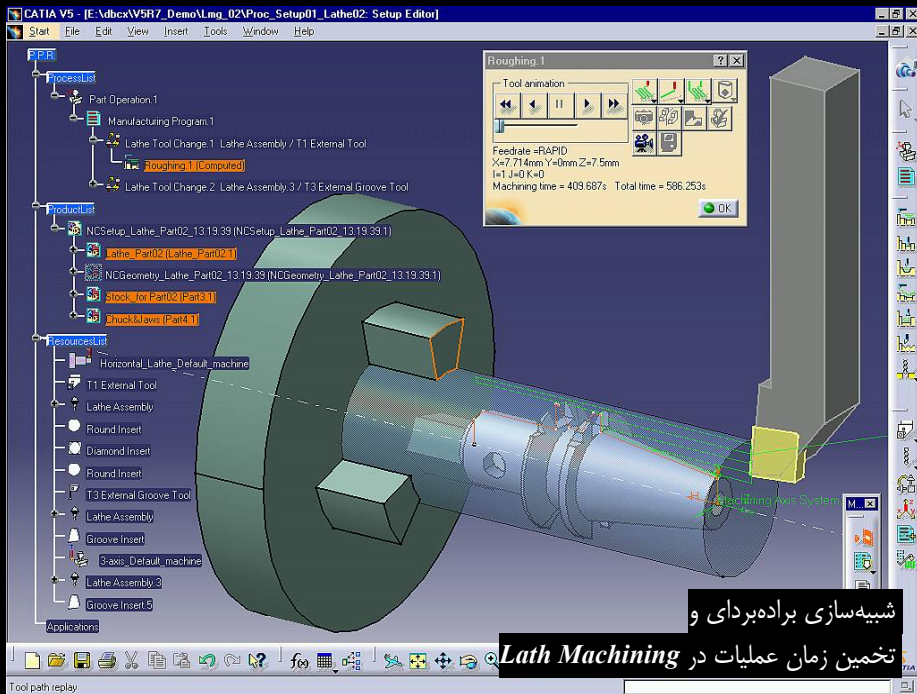 CATIA V5 - [E:\dbcx\V5R7_Demo\Lmg_02\Proc_Setup01_Lathe02: Setup Editor]
Start File Edit View Insert Tools Window Help
P.P.R.
ProcessList
Part Operation.1
Manufacturing Program.1
Lathe Tool Change.1 Lathe Assembly / T1 External Tool
Roughing.1 (Computed)
Lathe Tool Change.2 Lathe Assembly.3 / T3 External Groove Tool
ProductList
NCSetup_Lathe_Part02_13.19.39 (NCSetup_Lathe_Part02_13.19.39.1)
Lathe_Part02 (Lathe_Part02.1)
NCGeometry_Lathe_Part02_13.19.39 (NCGeometry_Lathe_Part02_13.19.39.1)
Stock_for Part02 (Part3.1)
Chuck&Jaws (Part4.1)
ResourcesList
Horizontal_Lathe_Default_machine
T1 External Tool
Lathe Assembly
Round Insert
Diamond Insert
Round Insert
T3 External Groove Tool
Lathe Assembly
Groove Insert
3-axis_Default_machine
Lathe Assembly.3
Groove Insert.5
Applications
Roughing.1
Tool animation
Feedrate =RAPID
X=7.714mm Y=0mm Z=7.5mm
I=1 J=0 K=0
Machining time = 409.687s Total time = 586.253s
OK
Machining Axis System
M...
شبیه‌سازی براده‌بردای و
تخمین زمان عملیات در Lath Machining
Tool path replay